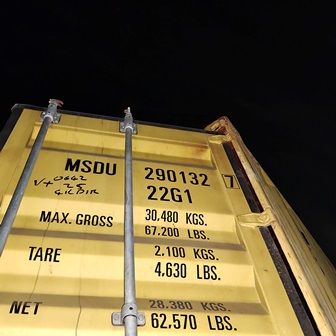 MSDU 290132 7
22G1
MAX. GROSS 30,480 KGS.
67,200 LBS.
TARE 2,100 KGS.
4,630 LBS.
NET 28,380 KGS.
62,570 LBS.